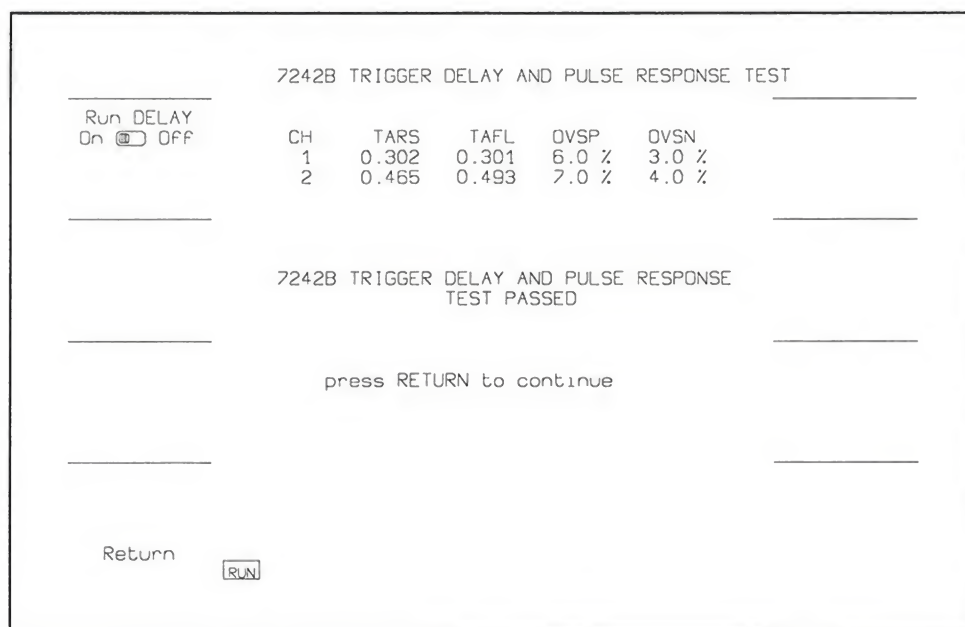 7242B TRIGGER DELAY AND PULSE RESPONSE TEST
Run DELAY
On Off
CH TARS TAFL OVSP OVSN
1 0.302 0.301 6.0 % 3.0 %
2 0.465 0.493 7.0 % 4.0 %
7242B TRIGGER DELAY AND PULSE RESPONSE
TEST PASSED
press RETURN to continue
Return
RUN